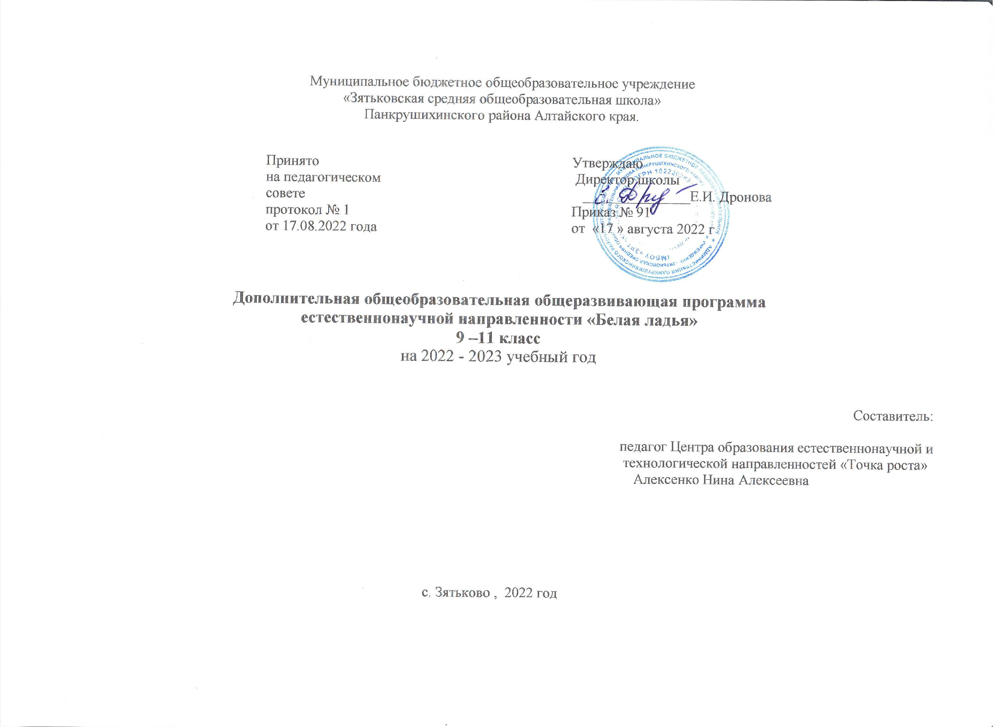 Муниципальное бюджетное общеобразовательное учреждение
«Зятьковская средняя общеобразовательная школа»
Панкрушихинского района Алтайского края.
Принято
на педагогическом
совете
протокол № 1
от 17.08.2022 года
Утверждаю
Директор школы
Е.И. Дронова
Приказ № 91
от «17 » августа 2022 г
Дополнительная общеобразовательная общеразвивающая программа
естественнонаучной направленности «Белая ладья»
9 –11 класс
на 2022 - 2023 учебный год
Составитель:
педагог Центра образования естественнонаучной и
технологической направленностей «Точка роста»
Алексенко Нина Алексеевна
с. Зятьково , 2022 год